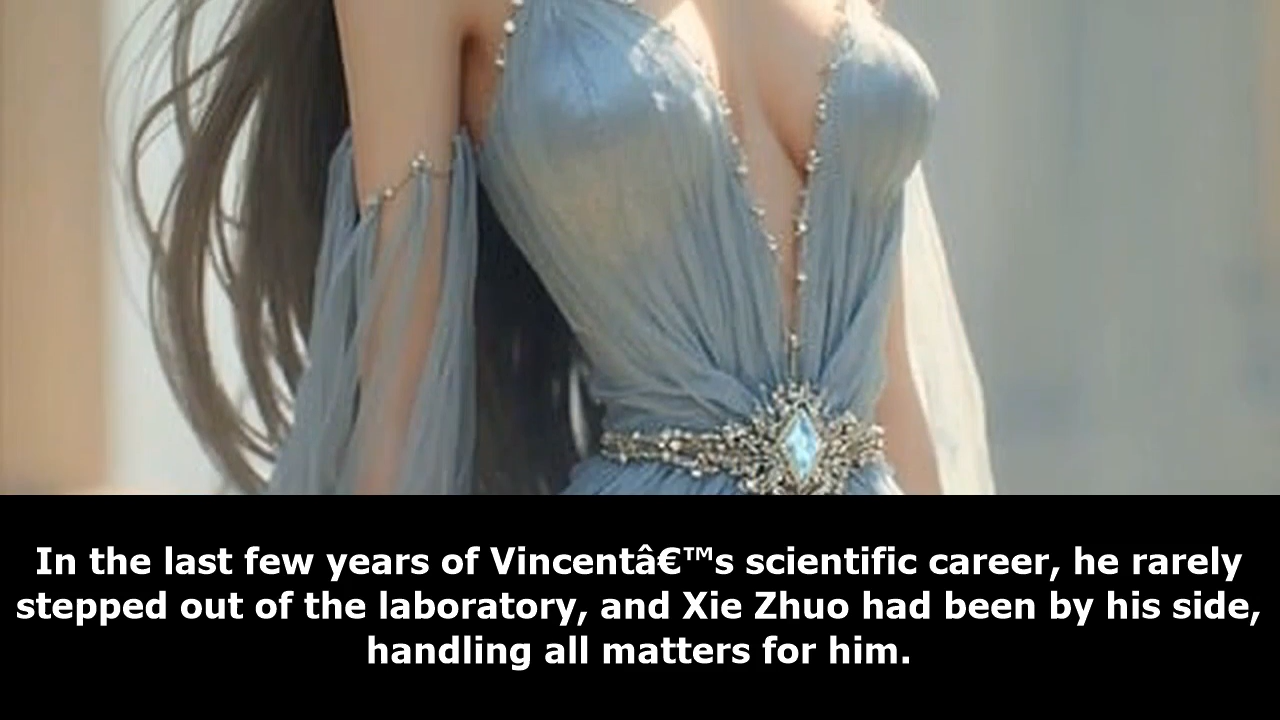 In the last few years of Vincentâ€™s scientific career, he rarely
stepped out of the laboratory, and Xie Zhuo had been by his side,
handling all matters for him.